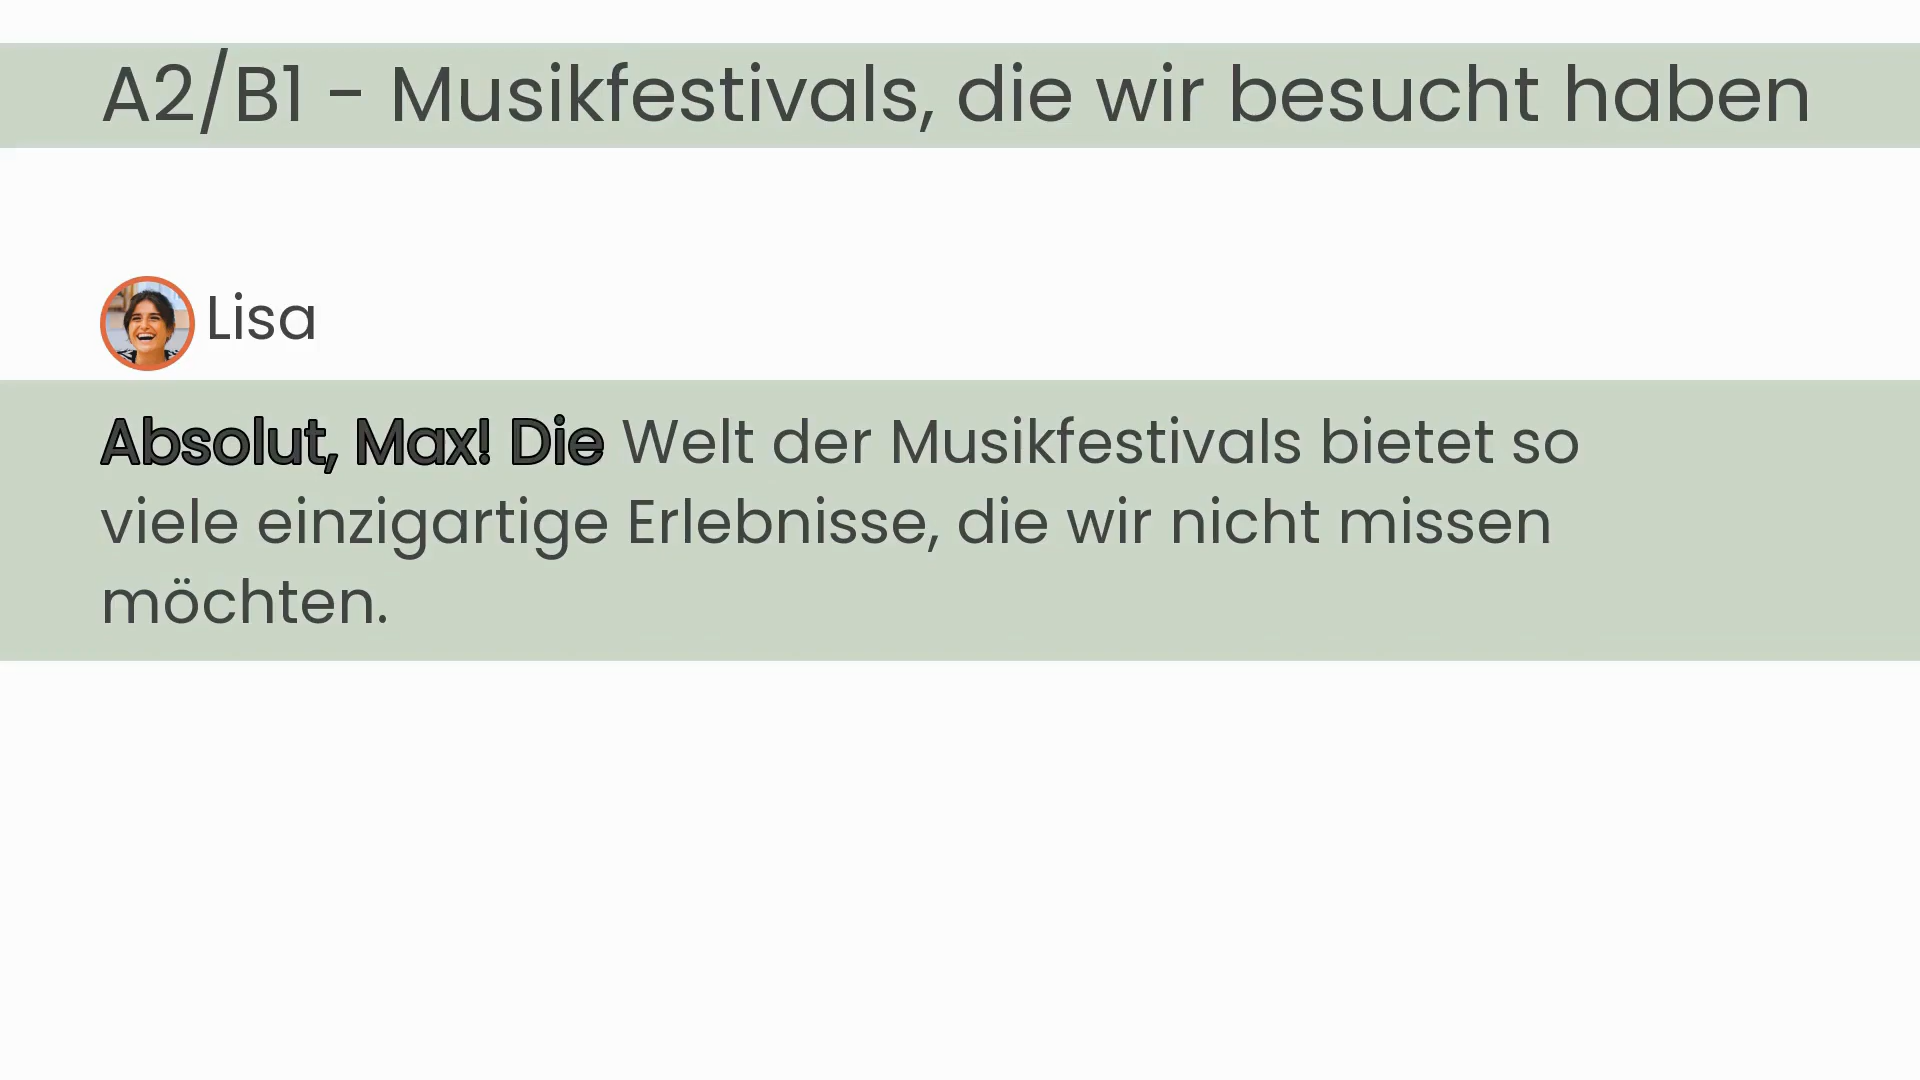 A2/B1 - Musikfestivals, die wir besucht haben
Lisa
Absolut, Max! Die Welt der Musikfestivals bietet so
viele einzigartige Erlebnisse, die wir nicht missen
möchten.